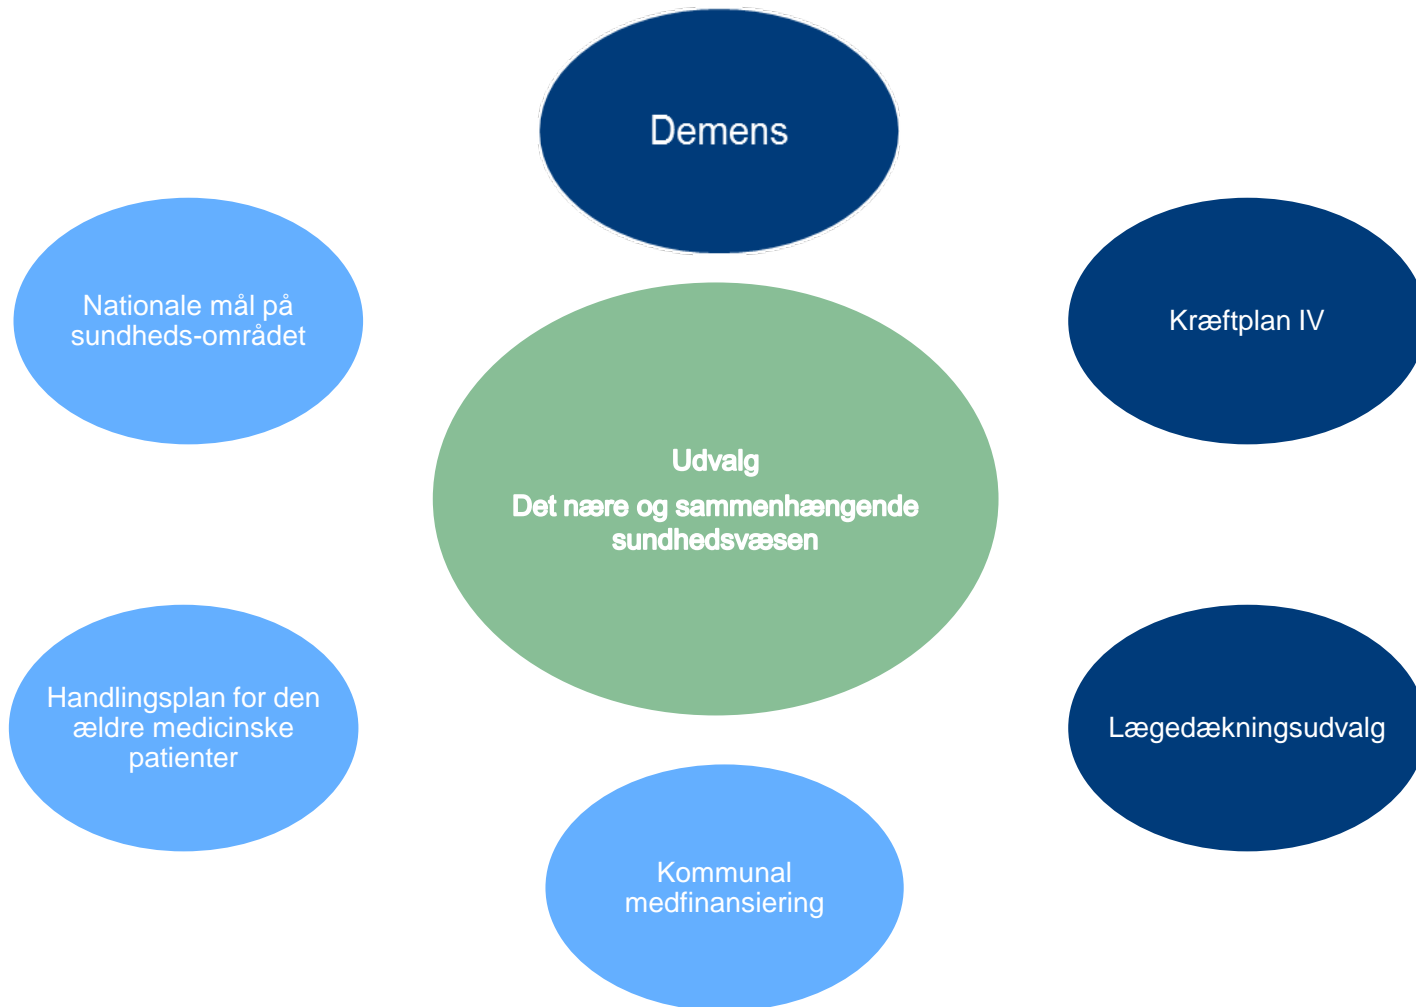 Demens
Nationale mål på
sundheds-området
Kræftplan IV
Udvalg
Det nære og sammenhængende
sundhedsvæsen
Handlingsplan for den
ældre medicinske
patienter
Lægedækningsudvalg
Kommunal
medfinansiering